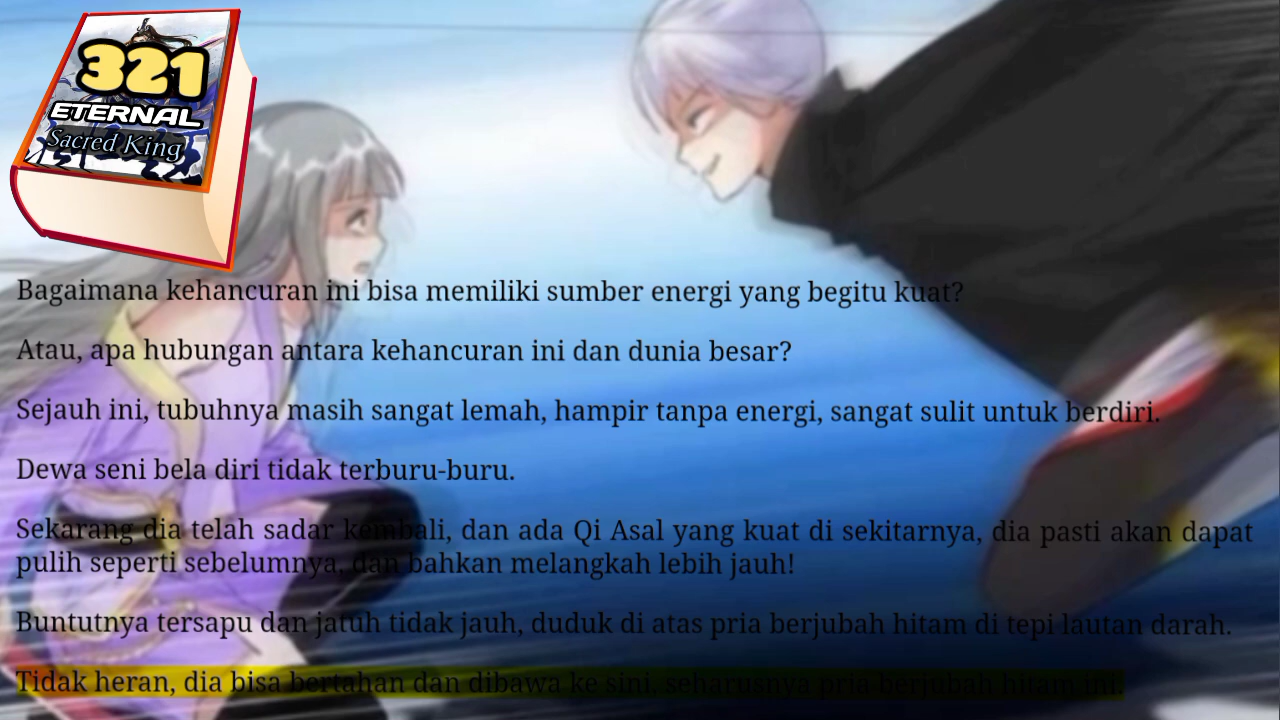 321
ETERNAL
Sacred King
Bagaimana kehancuran ini bisa memiliki sumber energi yang begitu kuat?
Atau, apa hubungan antara kehancuran ini dan dunia besar?
Sejauh ini, tubuhnya masih sangat lemah, hampir tanpa energi, sangat sulit untuk berdiri.
Dewa seni bela diri tidak terburu-buru.
Sekarang dia telah sadar kembali, dan ada Qi Asal yang kuat di sekitarnya, dia pasti akan dapat
pulih seperti sebelumnya, dan bahkan melangkah lebih jauh!
Buntutnya tersapu dan jatuh tidak jauh, duduk di atas pria berjubah hitam di tepi lautan darah.
Tidak heran, dia bisa bertahan dan dibawa ke sini, seharusnya pria berjubah hitam ini.